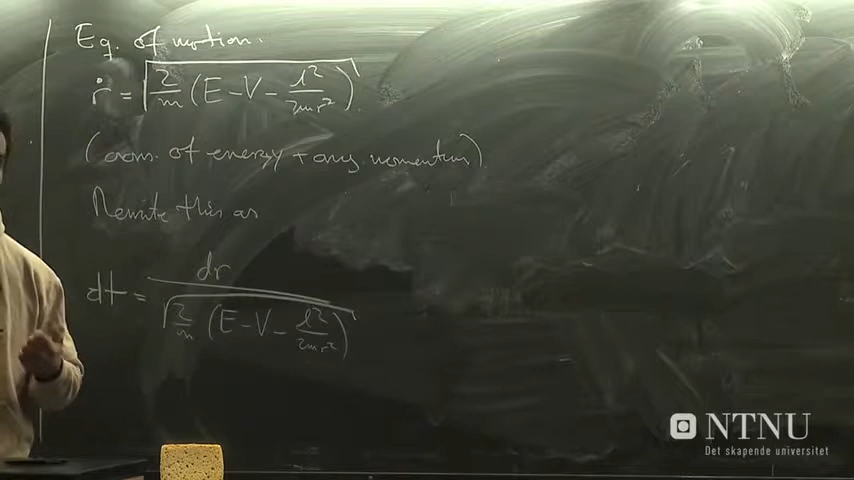 Eq. of motion.
ṙ = √(2/m (E - V - l²/2mr²))
(com. of energy + ang. momentum)
Rewrite this as
dt = dr / √(2/m (E - V - l²/2mr²))
NTNU
Det skapende universitet